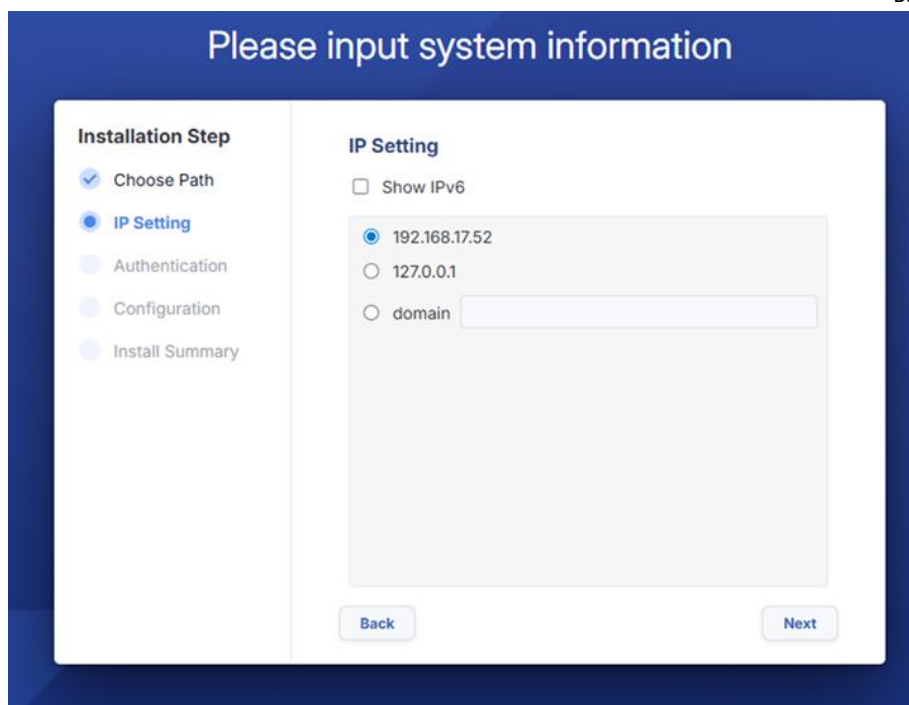 Please input system information
Installation Step
Choose Path
IP Setting
Authentication
Configuration
Install Summary
IP Setting
Show IPv6
192.168.17.52
127.0.0.1
domain
Back
Next